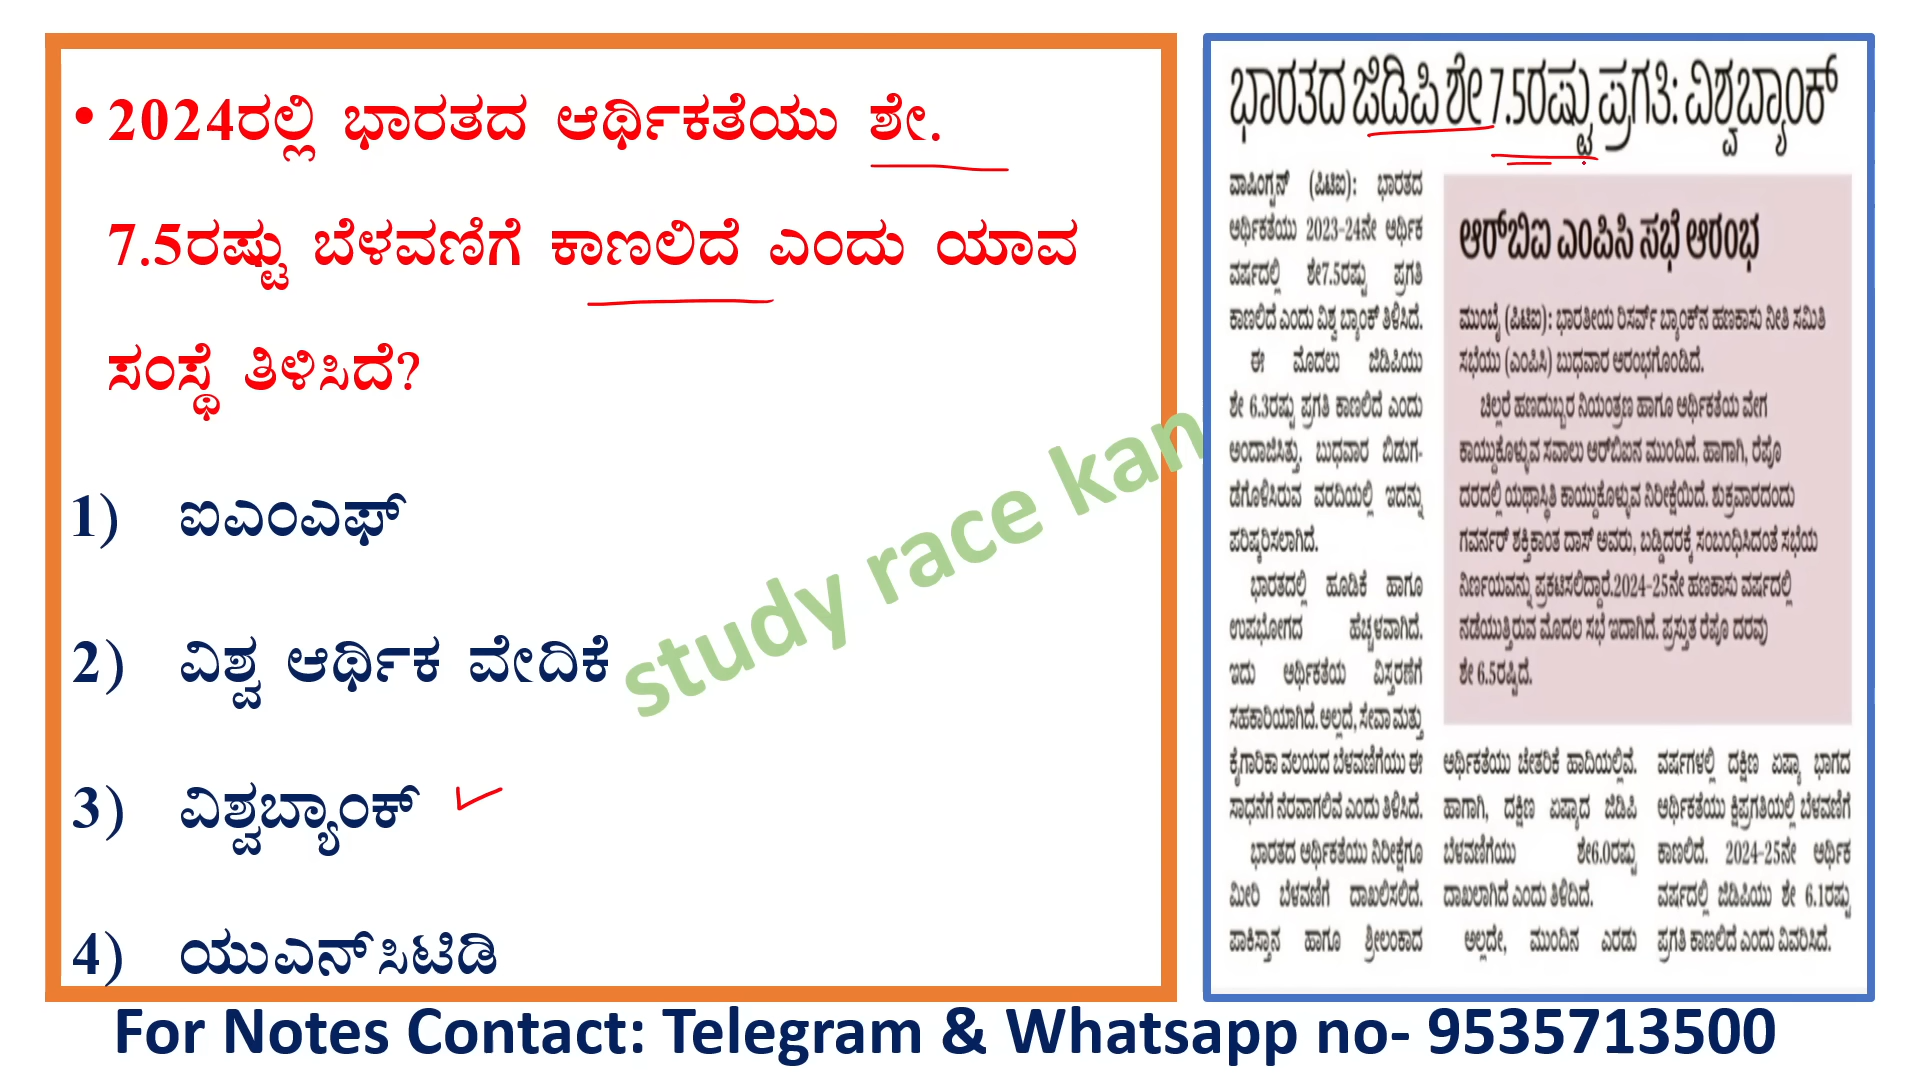 • 2024ರಲ್ಲಿ ಭಾರತದ ಆರ್ಥಿಕತೆಯು ಶೇ.
7.5ರಷ್ಟು ಬೆಳವಣಿಗೆ ಕಾಣಲಿದೆ ಎಂದು ಯಾವ
ಸಂಸ್ಥೆ ತಿಳಿಸಿದೆ?
1) ಐಎಂಎಫ್
2) ವಿಶ್ವ ಆರ್ಥಿಕ ವೇದಿಕೆ
3) ವಿಶ್ವಬ್ಯಾಂಕ್
4) ಯುಎನ್‌ಸಿಟಿಡಿ
study race kan
ಭಾರತದ ಜಿಡಿಪಿ ಶೇ 7.5ರಷ್ಟು ಪ್ರಗತಿ: ವಿಶ್ವಬ್ಯಾಂಕ್
ವಾಷಿಂಗ್ಟನ್ (ಪಿಟಿಐ): ಭಾರತದ
ಆರ್ಥಿಕತೆಯು 2023-24ನೇ ಆರ್ಥಿಕ
ವರ್ಷದಲ್ಲಿ ಶೇ7.5ರಷ್ಟು ಪ್ರಗತಿ
ಕಾಣಲಿದೆ ಎಂದು ವಿಶ್ವ ಬ್ಯಾಂಕ್ ತಿಳಿಸಿದೆ.
ಈ ಮೊದಲು ಜಿಡಿಪಿಯು
ಶೇ 6.3ರಷ್ಟು ಪ್ರಗತಿ ಕಾಣಲಿದೆ ಎಂದು
ಅಂದಾಜಿಸಿತ್ತು. ಬುಧವಾರ ಬಿಡುಗ-
ಡೆಗೊಳಿಸಿರುವ ವರದಿಯಲ್ಲಿ ಇದನ್ನು
ಪರಿಷ್ಕರಿಸಲಾಗಿದೆ.
ಭಾರತದಲ್ಲಿ ಹೂಡಿಕೆ ಹಾಗೂ
ಉಪಭೋಗದ ಹೆಚ್ಚಳವಾಗಿದೆ.
ಇದು ಆರ್ಥಿಕತೆಯ ವಿಸ್ತರಣೆಗೆ
ಸಹಕಾರಿಯಾಗಿದೆ. ಅಲ್ಲದೆ, ಸೇವಾ ಮತ್ತು
ಕೈಗಾರಿಕಾ ವಲಯದ ಬೆಳವಣಿಗೆಯು ಈ
ಸಾಧನೆಗೆ ನೆರವಾಗಲಿವೆ ಎಂದು ತಿಳಿಸಿದೆ.
ಭಾರತದ ಆರ್ಥಿಕತೆಯು ನಿರೀಕ್ಷೆಗೂ
ಮೀರಿ ಬೆಳವಣಿಗೆ ದಾಖಲಿಸಲಿದೆ.
ಪಾಕಿಸ್ತಾನ ಹಾಗೂ ಶ್ರೀಲಂಕಾದ
ಆರ್‌ಬಿಐ ಎಂಪಿಸಿ ಸಭೆ ಆರಂಭ
ಮುಂಬೈ (ಪಿಟಿಐ): ಭಾರತೀಯ ರಿಸರ್ವ್ ಬ್ಯಾಂಕ್‌ನ ಹಣಕಾಸು ನೀತಿ ಸಮಿತಿ
ಸಭೆಯು (ಎಂಪಿಸಿ) ಬುಧವಾರ ಆರಂಭಗೊಂಡಿದೆ.
ಚಿಲ್ಲರೆ ಹಣದುಬ್ಬರ ನಿಯಂತ್ರಣ ಹಾಗೂ ಆರ್ಥಿಕತೆಯ ವೇಗ
ಕಾಯ್ದುಕೊಳ್ಳುವ ಸವಾಲು ಆರ್‌ಬಿಐನ ಮುಂದಿದೆ. ಹಾಗಾಗಿ, ರೆಪೊ
ದರದಲ್ಲಿ ಯಥಾಸ್ಥಿತಿ ಕಾಯ್ದುಕೊಳ್ಳುವ ನಿರೀಕ್ಷೆಯಿದೆ. ಶುಕ್ರವಾರದಂದು
ಗವರ್ನರ್ ಶಕ್ತಿಕಾಂತ ದಾಸ್ ಅವರು, ಬಡ್ಡಿದರಕ್ಕೆ ಸಂಬಂಧಿಸಿದಂತೆ ಸಭೆಯ
ನಿರ್ಣಯವನ್ನು ಪ್ರಕಟಿಸಲಿದ್ದಾರೆ.2024-25ನೇ ಹಣಕಾಸು ವರ್ಷದಲ್ಲಿ
ನಡೆಯುತ್ತಿರುವ ಮೊದಲ ಸಭೆ ಇದಾಗಿದೆ. ಪ್ರಸ್ತುತ ರೆಪೊ ದರವು
ಶೇ 6.5ರಷ್ಟಿದೆ.
ಆರ್ಥಿಕತೆಯು ಚೇತರಿಕೆ ಹಾದಿಯಲ್ಲಿವೆ.
ಹಾಗಾಗಿ, ದಕ್ಷಿಣ ಏಷ್ಯಾದ ಜಿಡಿಪಿ
ಬೆಳವಣಿಗೆಯು ಶೇ6.0ರಷ್ಟು
ದಾಖಲಾಗಿದೆ ಎಂದು ತಿಳಿದಿದೆ.
ಅಲ್ಲದೇ, ಮುಂದಿನ ಎರಡು
ವರ್ಷಗಳಲ್ಲಿ ದಕ್ಷಿಣ ಏಷ್ಯಾ ಭಾಗದ
ಆರ್ಥಿಕತೆಯು ಕ್ಷಿಪ್ರಗತಿಯಲ್ಲಿ ಬೆಳವಣಿಗೆ
ಕಾಣಲಿದೆ. 2024-25ನೇ ಆರ್ಥಿಕ
ವರ್ಷದಲ್ಲಿ ಜಿಡಿಪಿಯು ಶೇ 6.1ರಷ್ಟು
ಪ್ರಗತಿ ಕಾಣಲಿದೆ ಎಂದು ವಿವರಿಸಿದೆ.
For Notes Contact: Telegram & Whatsapp no- 9535713500